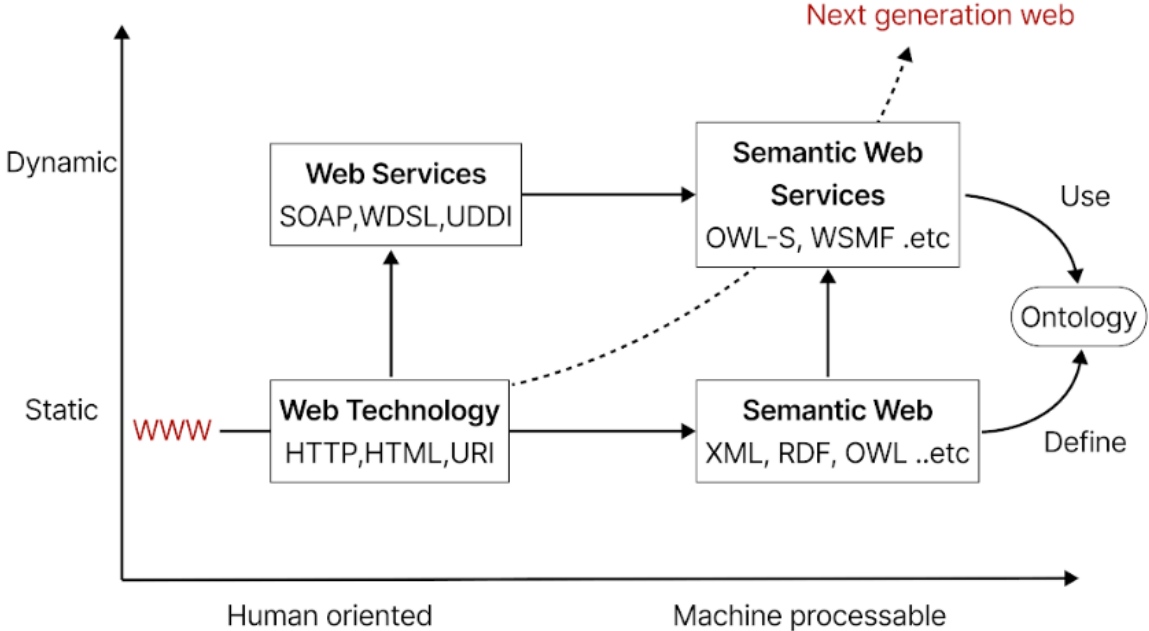 Next generation web
Dynamic
Web Services
SOAP,WDSL,UDDI
Semantic Web
Services
OWL-S, WSMF .etc
Use
Ontology
Static
WWW
Web Technology
HTTP,HTML,URI
Semantic Web
XML, RDF, OWL ..etc
Define
Human oriented
Machine processable